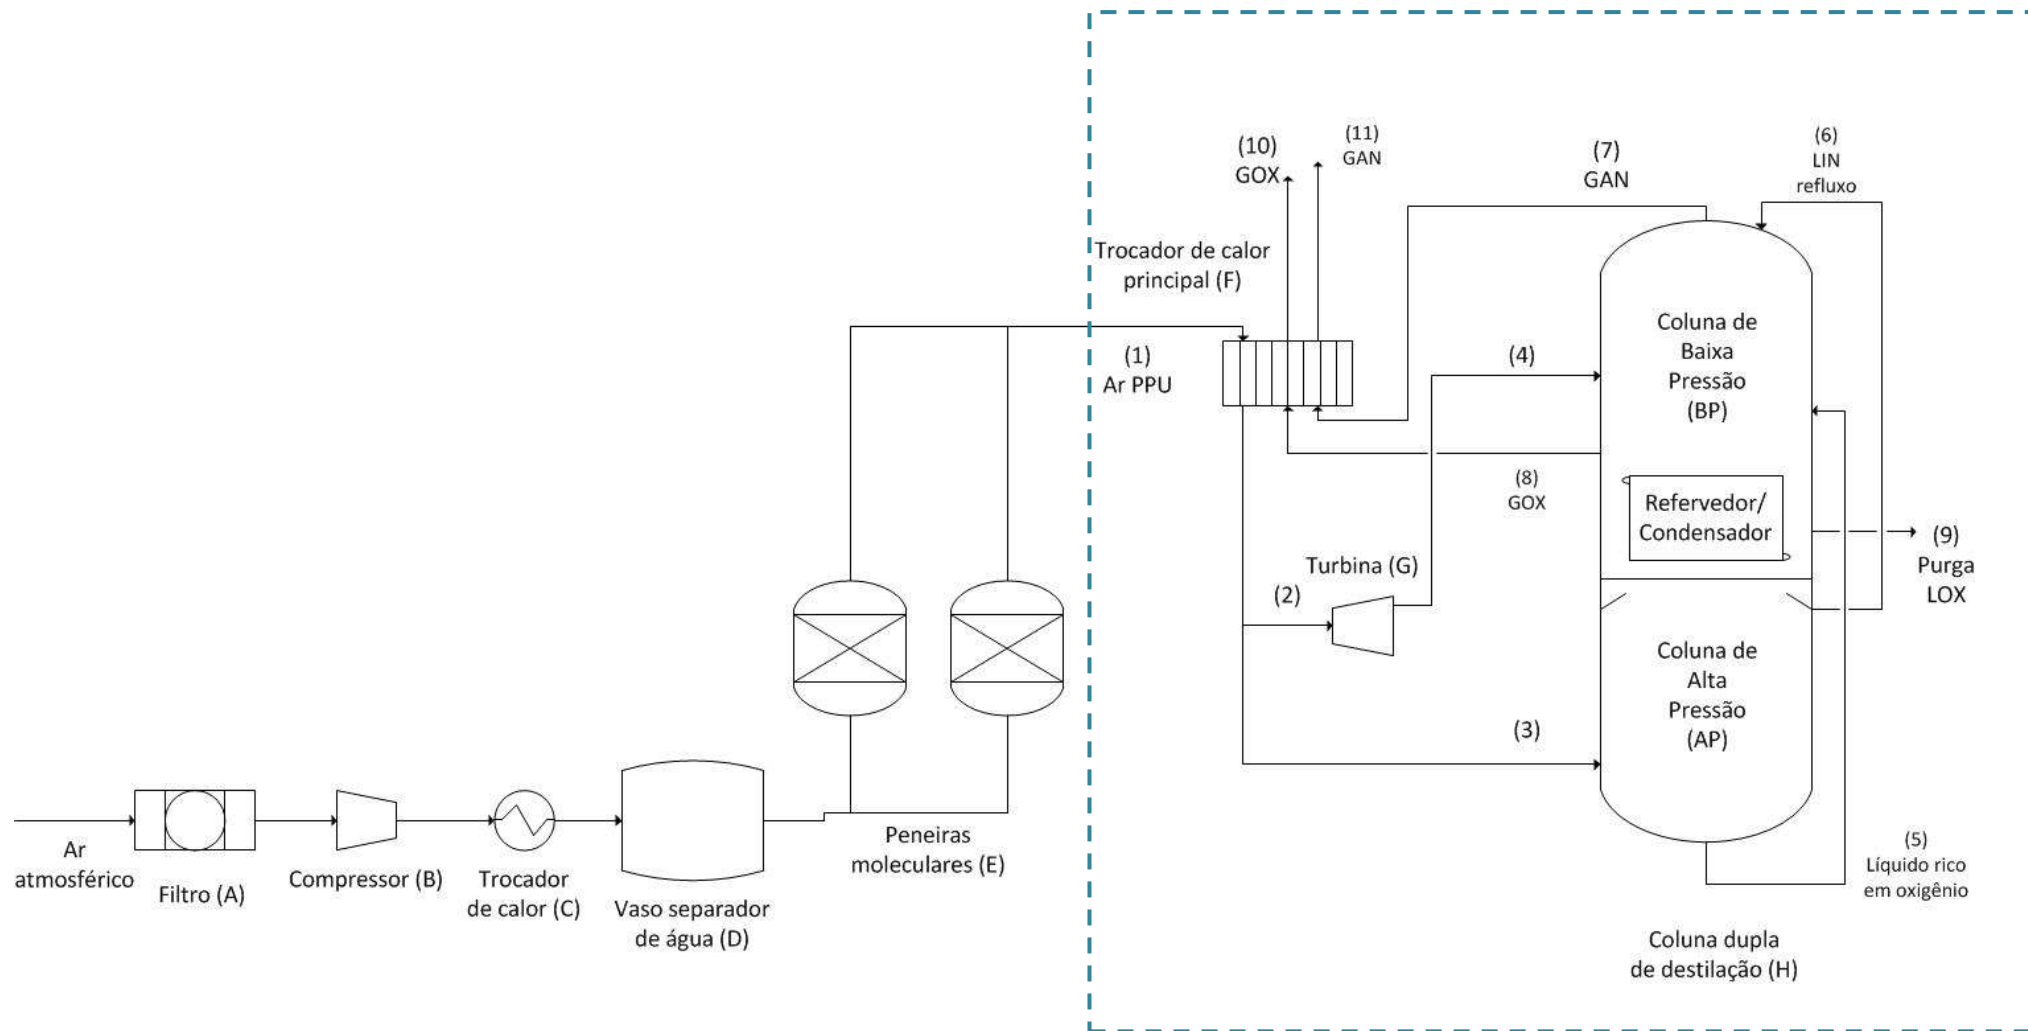 Ar
atmosférico
Filtro (A)
Compressor (B)
Trocador
de calor (C)
Vaso separador
de água (D)
Peneiras
moleculares (E)
(1)
Ar PPU
Trocador de calor
principal (F)
(10)
GOX
(11)
GAN
(7)
GAN
(6)
LIN
refluxo
(4)
(8)
GOX
Turbina (G)
(2)
(3)
Coluna de
Baixa
Pressão
(BP)
Refervedor/
Condensador
(9)
Purga
LOX
Coluna de
Alta
Pressão
(AP)
(5)
Líquido rico
em oxigênio
Coluna dupla
de destilação (H)